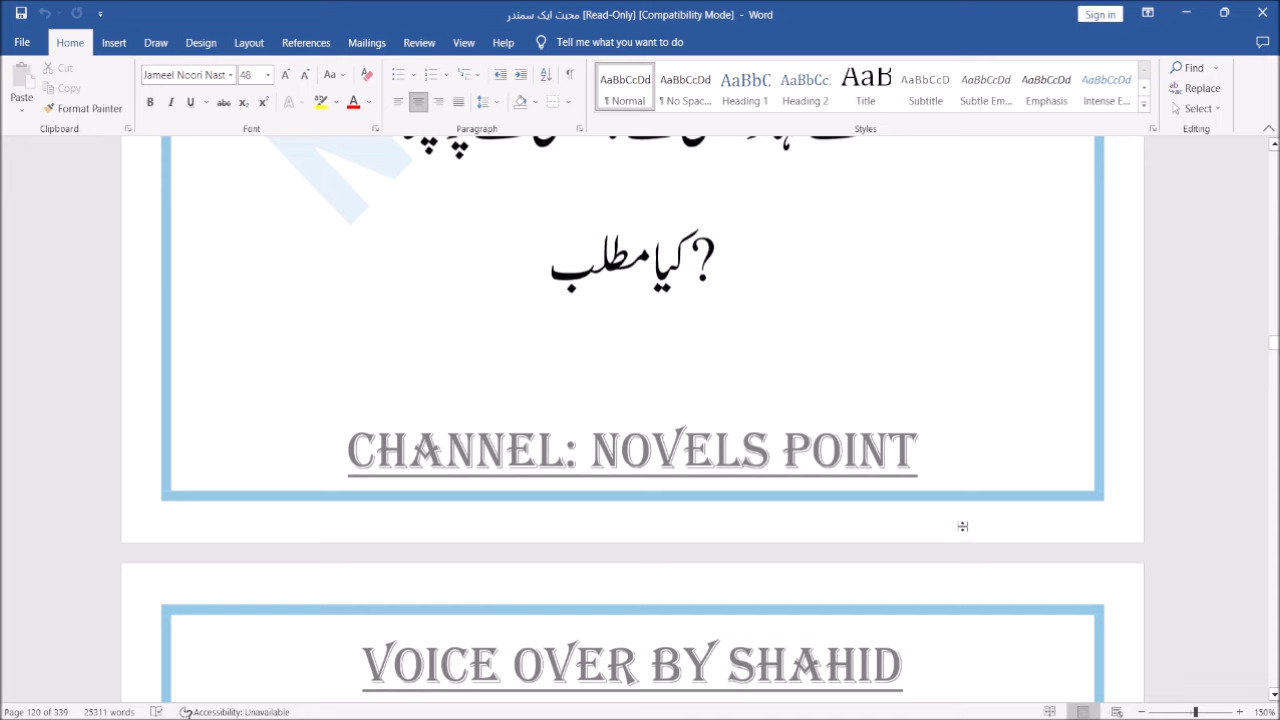 محبت ایک سمندر [Read-Only] [Compatibility Mode] - Word
Sign in
File Home Insert Draw Design Layout References Mailings Review View Help Tell me what you want to do
Paste
Cut
Copy
Format Painter
Clipboard
Jameel Noori Nast 48
Font
Paragraph
AaBbCcDd ¶ Normal
AaBbCcDd ¶ No Spac...
AaBbC Heading 1
AaBbCc Heading 2
AaB Title
AaBbCcD Subtitle
AaBbCcDd Subtle Em...
AaBbCcDd Emphasis
AaBbCcDd Intense E...
Styles
Find
Replace
Select
Editing
کیا مطلب?
CHANNEL: NOVELS POINT
VOICE OVER BY SHAHID
Page 120 of 339 25311 words Accessibility: Unavailable 150%